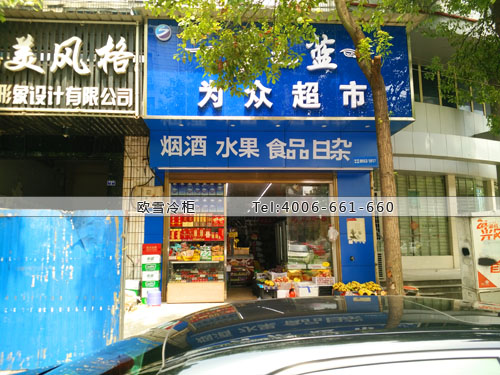 美风格
形象设计有限公司
蓝
为众超市
烟酒 水果 食品日杂
欧雪冷柜 Tel:4006-661-660